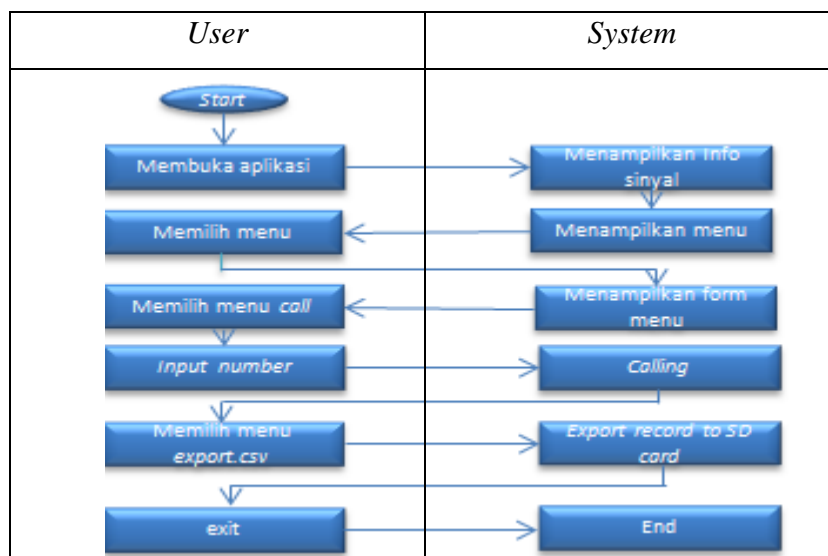 User
System
Start
Membuka aplikasi
Menampilkan Info
sinyal
Memilih menu
Menampilkan menu
Memilih menu call
Menampilkan form
menu
Input number
Calling
Memilih menu
export.csv
Export record to SD
card
exit
End